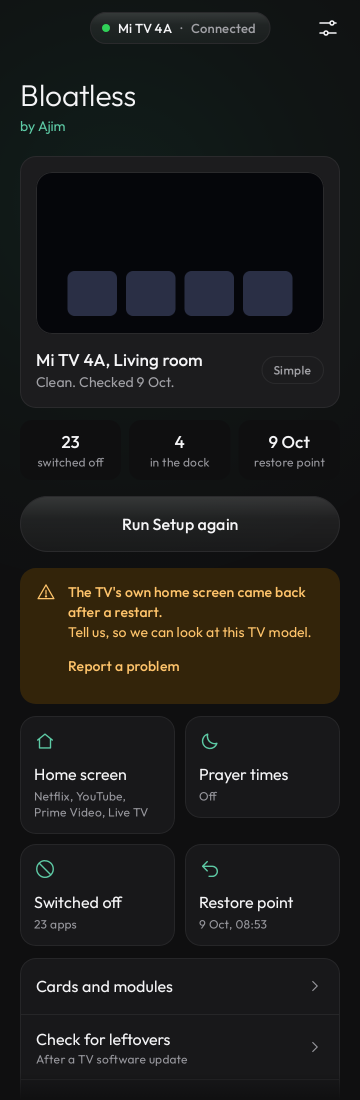 Mi TV 4A · Connected
Bloatless
by Ajim
Mi TV 4A, Living room
Clean. Checked 9 Oct.
Simple
23
switched off
4
in the dock
9 Oct
restore point
Run Setup again
The TV's own home screen came back
after a restart.
Tell us, so we can look at this TV model.
Report a problem
Home screen
Netflix, YouTube,
Prime Video, Live TV
Prayer times
Off
Switched off
23 apps
Restore point
9 Oct, 08:53
Cards and modules
Check for leftovers
After a TV software update